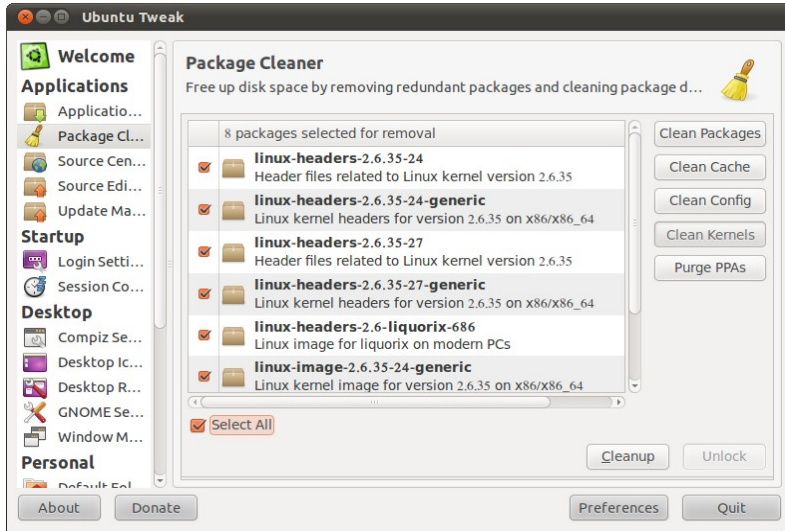 Ubuntu Tweak
Welcome
Applications
Applicatio...
Package Cl...
Source Cen...
Source Edi...
Update Ma...
Startup
Login Setti...
Session Co...
Desktop
Compiz Se...
Desktop Ic...
Desktop R...
GNOME Se...
Window M...
Personal
Default Fol...
Package Cleaner
Free up disk space by removing redundant packages and cleaning package d...
8 packages selected for removal
linux-headers-2.6.35-24
Header files related to Linux kernel version 2.6.35
linux-headers-2.6.35-24-generic
Linux kernel headers for version 2.6.35 on x86/x86_64
linux-headers-2.6.35-27
Header files related to Linux kernel version 2.6.35
linux-headers-2.6.35-27-generic
Linux kernel headers for version 2.6.35 on x86/x86_64
linux-headers-2.6-liquorix-686
Linux image for liquorix on modern PCs
linux-image-2.6.35-24-generic
Linux kernel image for version 2.6.35 on x86/x86_64
Select All
Clean Packages
Clean Cache
Clean Config
Clean Kernels
Purge PPAs
Cleanup
Unlock
About
Donate
Preferences
Quit